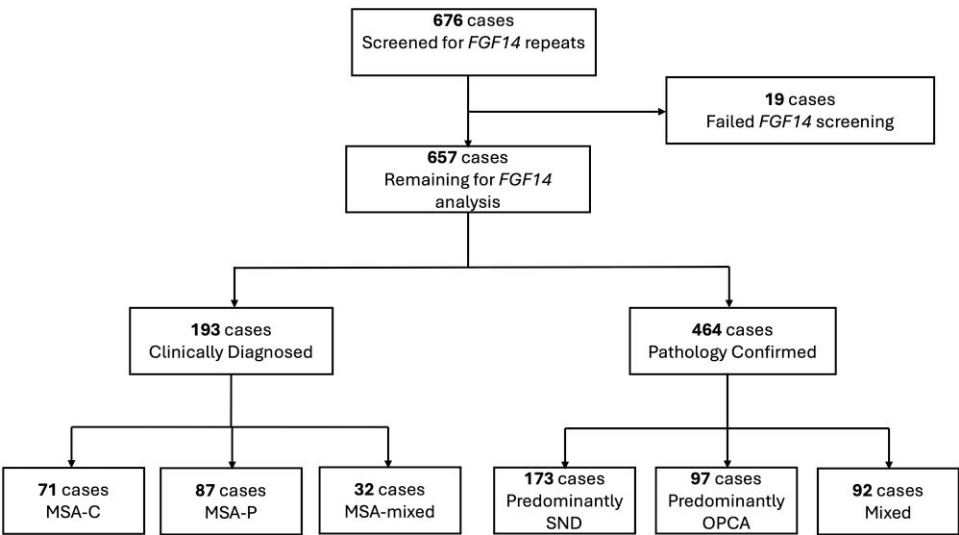 676 cases
Screened for FGF14 repeats
19 cases
Failed FGF14 screening
657 cases
Remaining for FGF14
analysis
193 cases
Clinically Diagnosed
464 cases
Pathology Confirmed
71 cases
MSA-C
87 cases
MSA-P
32 cases
MSA-mixed
173 cases
Predominantly
SND
97 cases
Predominantly
OPCA
92 cases
Mixed